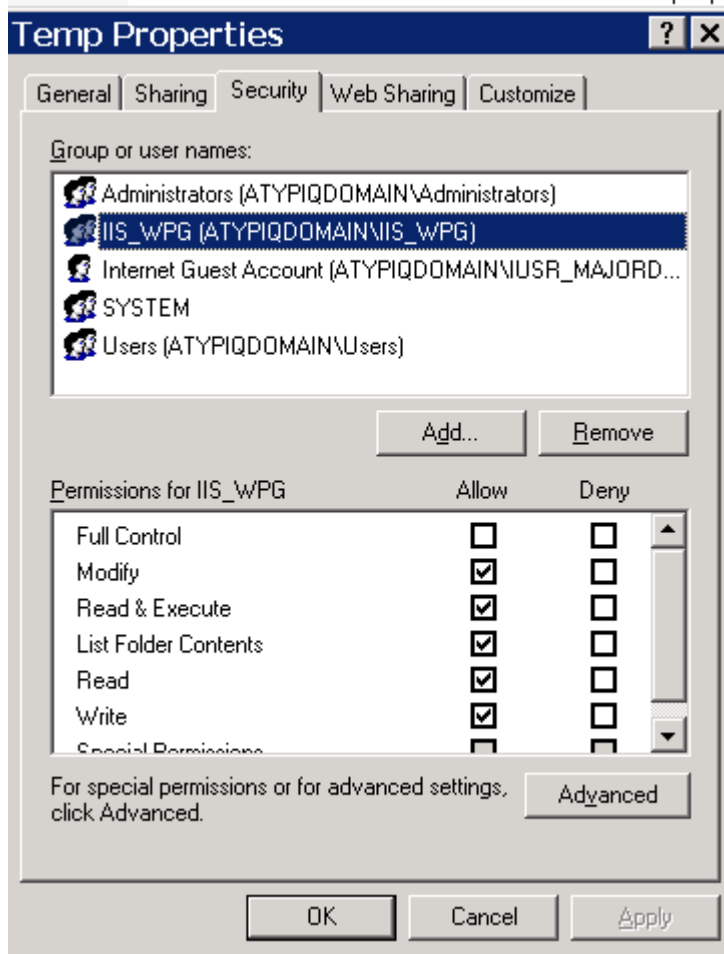 Temp Properties
General Sharing Security Web Sharing Customize
Group or user names:
Administrators (ATYPIQDOMAIN\Administrators)
IIS_WPG (ATYPIQDOMAIN\IIS_WPG)
Internet Guest Account (ATYPIQDOMAIN\IUSR_MAJORD...
SYSTEM
Users (ATYPIQDOMAIN\Users)
Add... Remove
Permissions for IIS_WPG Allow Deny
Full Control
Modify
Read & Execute
List Folder Contents
Read
Write
Special Permissions
For special permissions or for advanced settings,
click Advanced.
Advanced
OK Cancel Apply